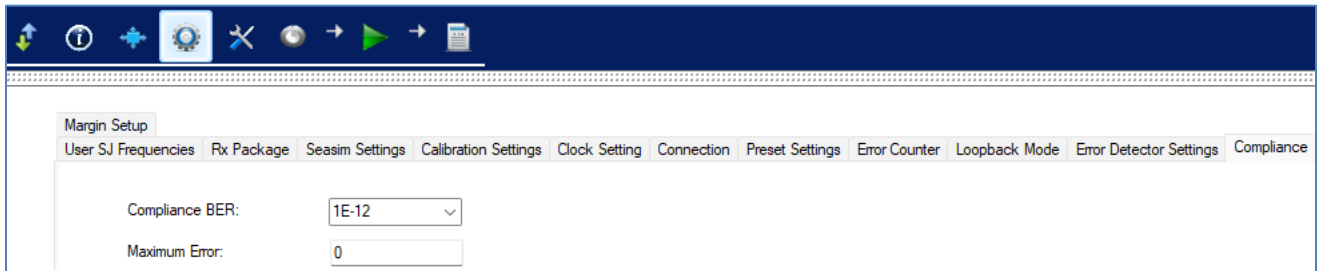 Margin Setup
User SJ Frequencies Rx Package Seasim Settings Calibration Settings Clock Setting Connection Preset Settings Error Counter Loopback Mode Error Detector Settings Compliance
Compliance BER: 1E-12
Maximum Error: 0